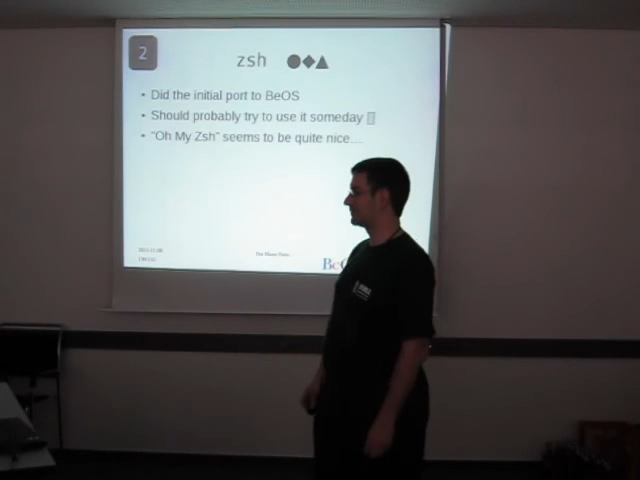 2
zsh ●◆▲
• Did the initial port to BeOS
• Should probably try to use it someday
• "Oh My Zsh" seems to be quite nice....
Be